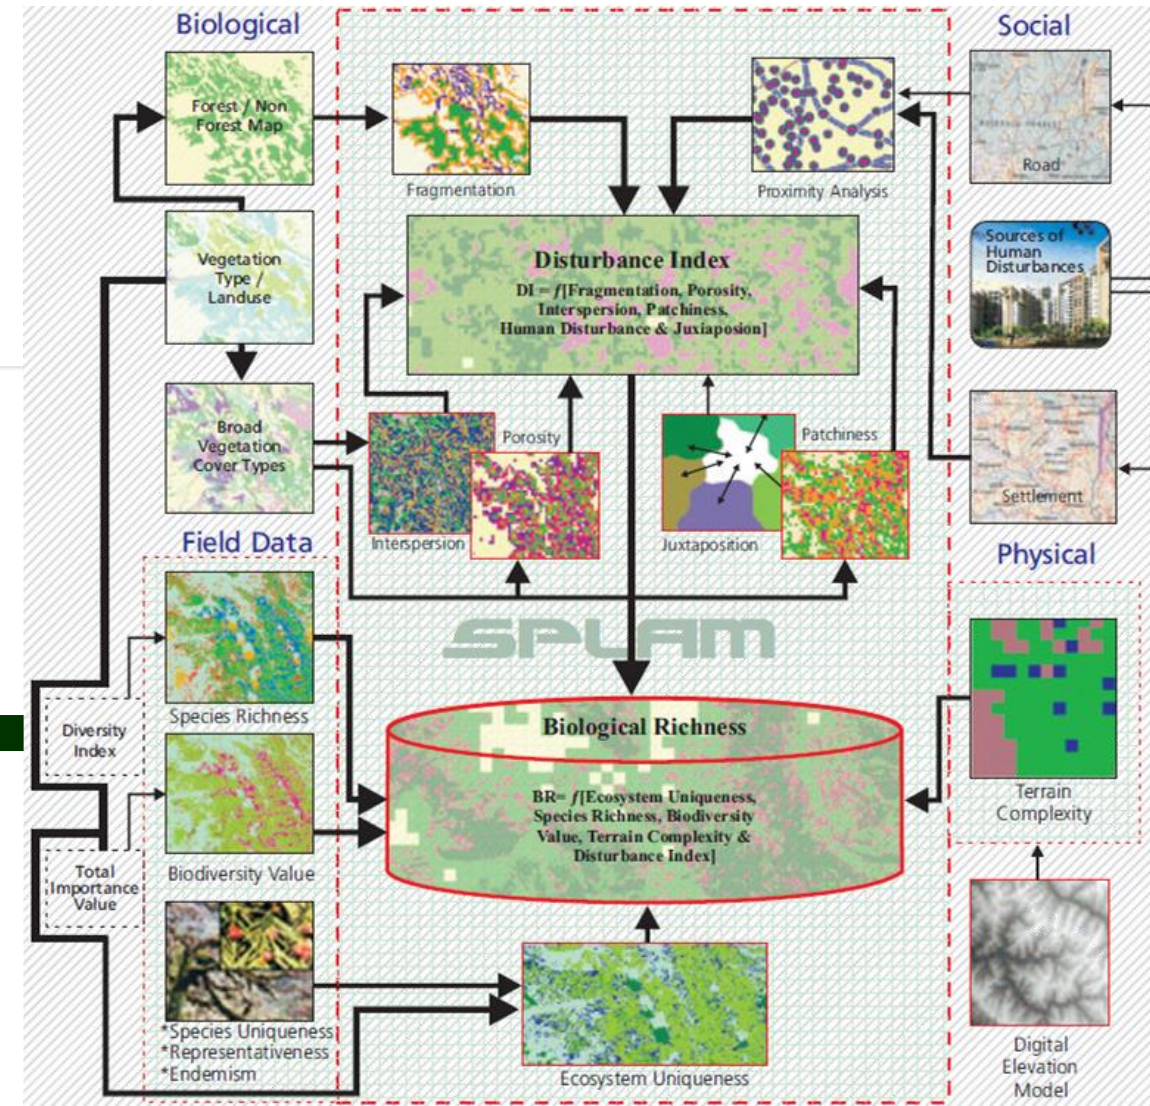 Biological
Social
Forest / Non
Forest Map
Fragmentation
Proximity Analysis
Road
Vegetation
Type /
Landuse
Disturbance Index
DI = f[Fragmentation, Porosity,
Interspersion, Patchiness,
Human Disturbance & Juxiaposion]
Sources of
Human
Disturbances
Broad
Vegetation
Cover Types
Porosity
Patchiness
Interspersion
Juxtaposition
Settlement
Field Data
Physical
SPLAM
Species Richness
Diversity
Index
Biological Richness
BR= f[Ecosystem Uniqueness,
Species Richness, Biodiversity
Value, Terrain Complexity &
Disturbance Index]
Terrain
Complexity
Biodiversity Value
Total
Importance
Value
*Species Uniqueness
*Representativeness
*Endemism
Ecosystem Uniqueness
Digital
Elevation
Model